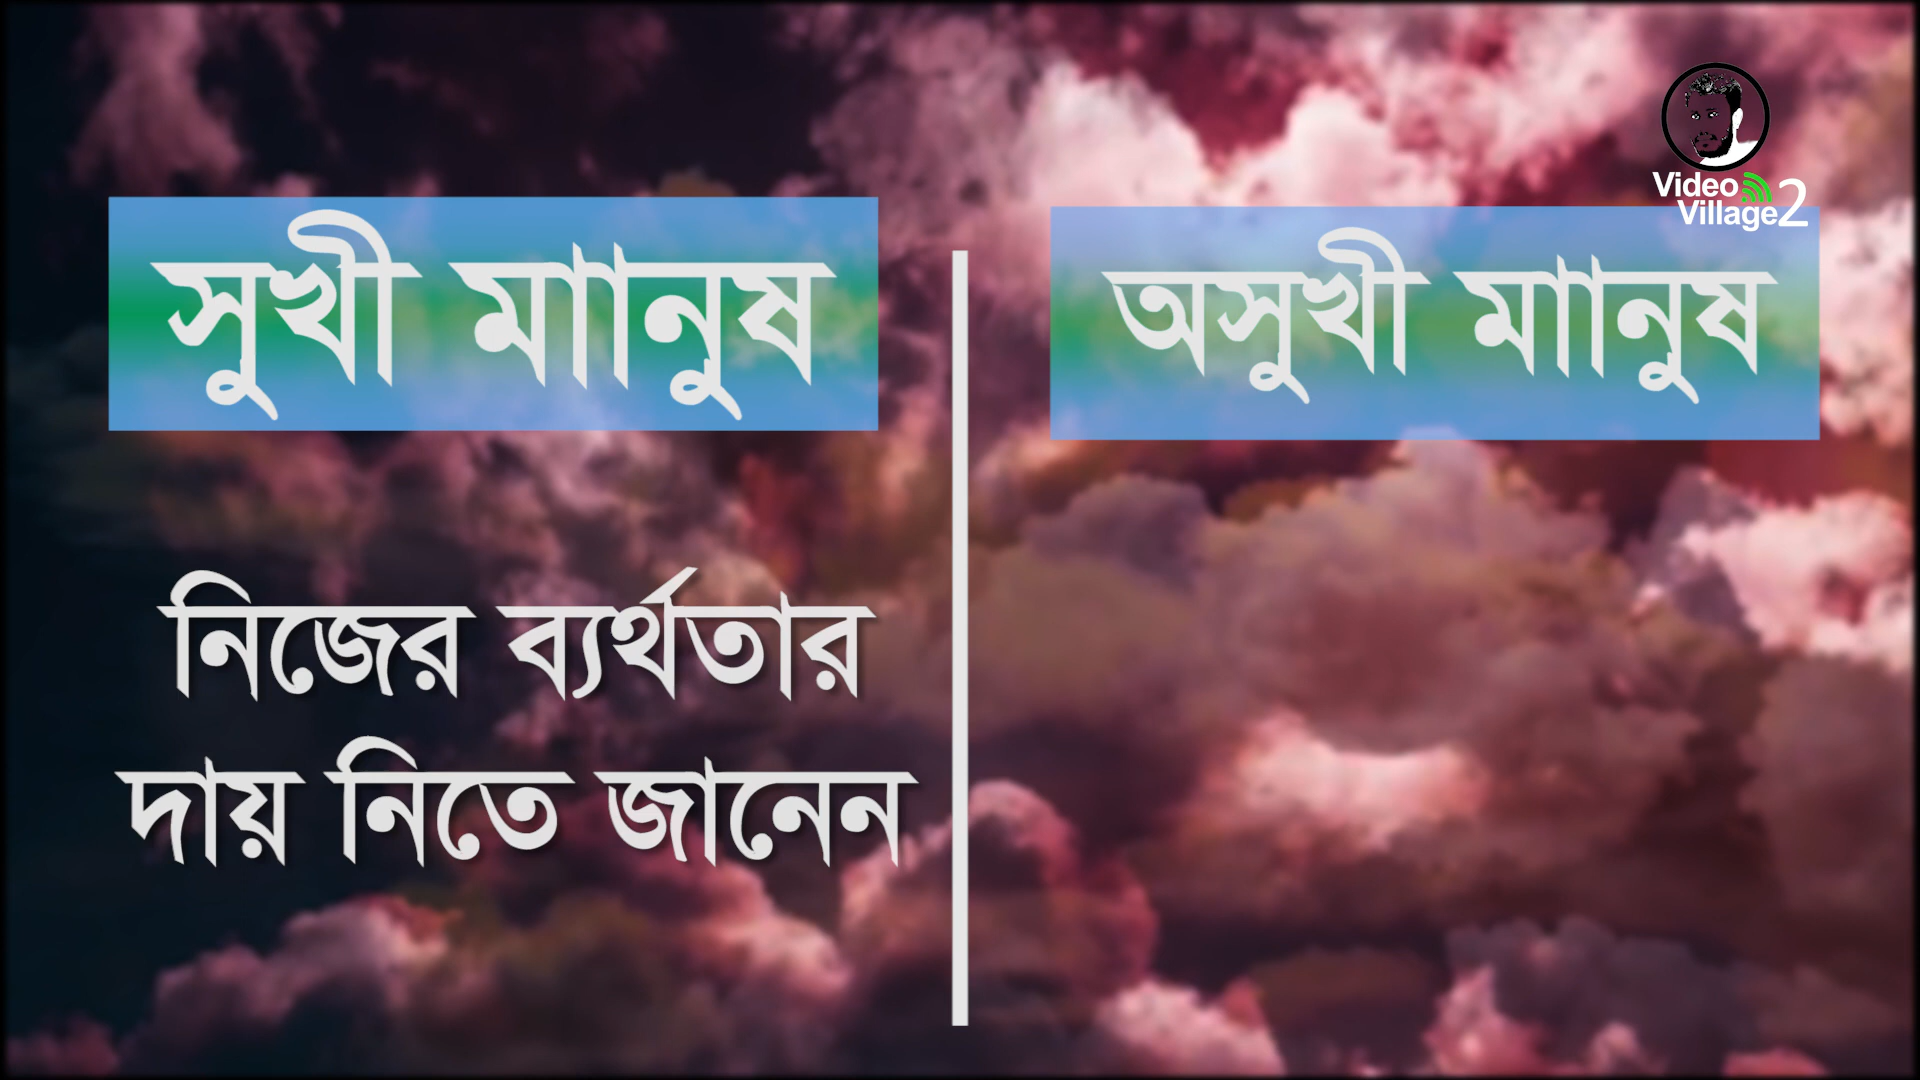 Video
Village2
সুখী মাানুষ
অসুখী মাানুষ
নিজের ব্যর্থতার
দায় নিতে জানেন